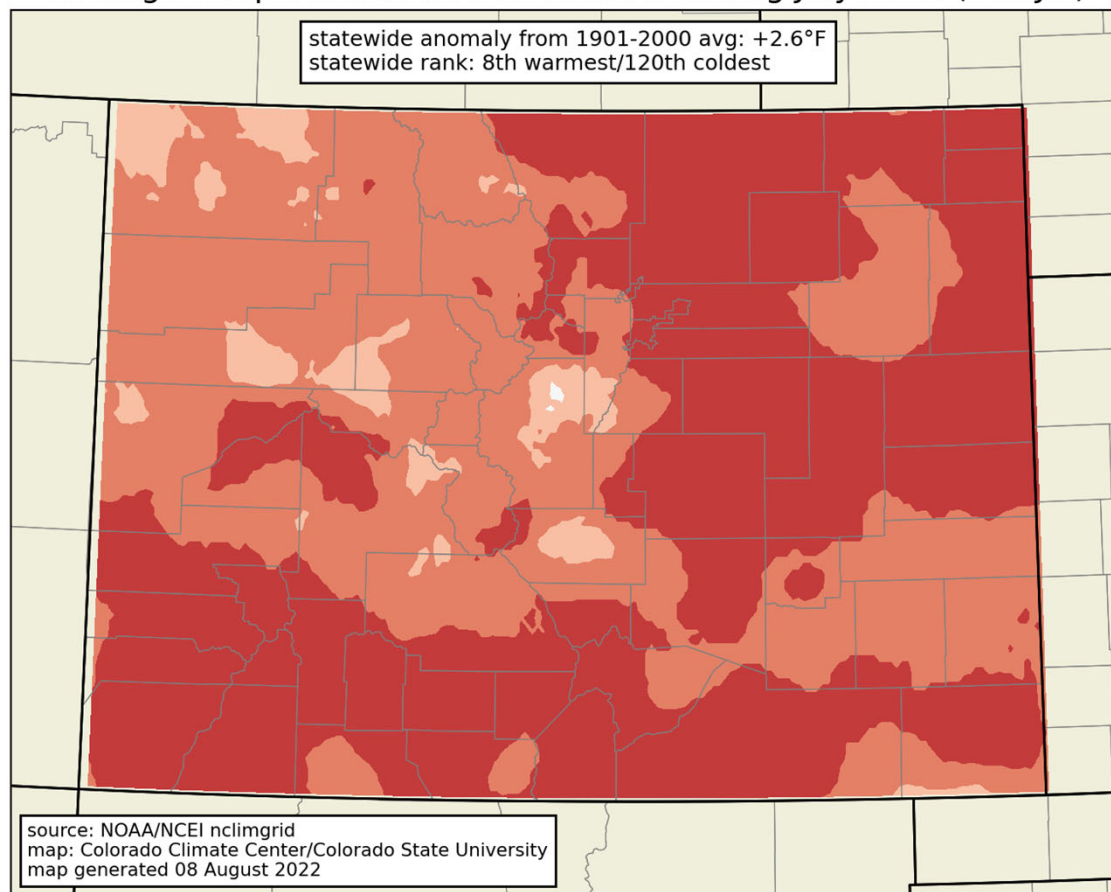 statewide anomaly from 1901-2000 avg: +2.6°F
statewide rank: 8th warmest/120th coldest
source: NOAA/NCEI nclimgrid
map: Colorado Climate Center/Colorado State University
map generated 08 August 2022